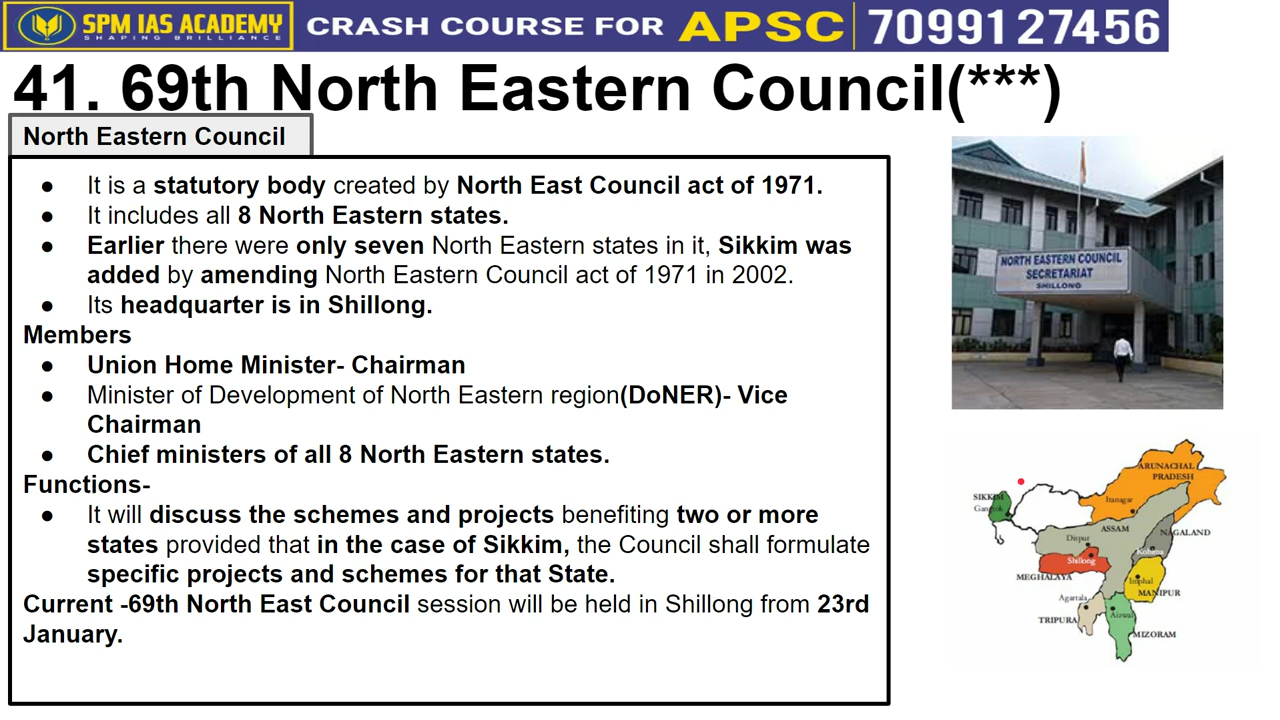 SPM IAS ACADEMY
SHAPING BRILLIANCE
CRASH COURSE FOR APSC 7099127456
41. 69th North Eastern Council(***)
North Eastern Council
● It is a statutory body created by North East Council act of 1971.
● It includes all 8 North Eastern states.
● Earlier there were only seven North Eastern states in it, Sikkim was
added by amending North Eastern Council act of 1971 in 2002.
● Its headquarter is in Shillong.
Members
● Union Home Minister- Chairman
● Minister of Development of North Eastern region(DoNER)- Vice
Chairman
● Chief ministers of all 8 North Eastern states.
Functions-
● It will discuss the schemes and projects benefiting two or more
states provided that in the case of Sikkim, the Council shall formulate
specific projects and schemes for that State.
Current -69th North East Council session will be held in Shillong from 23rd
January.
NORTH EASTERN COUNCIL
SECRETARIAT
SHILLONG
ARUNACHAL
PRADESH
SIKKIM
Gangtok
Itanagar
ASSAM
NAGALAND
Dispur
Kohima
Shillong
MEGHALAYA
Imphal
MANIPUR
Agartala
Aizwal
TRIPURA
MIZORAM